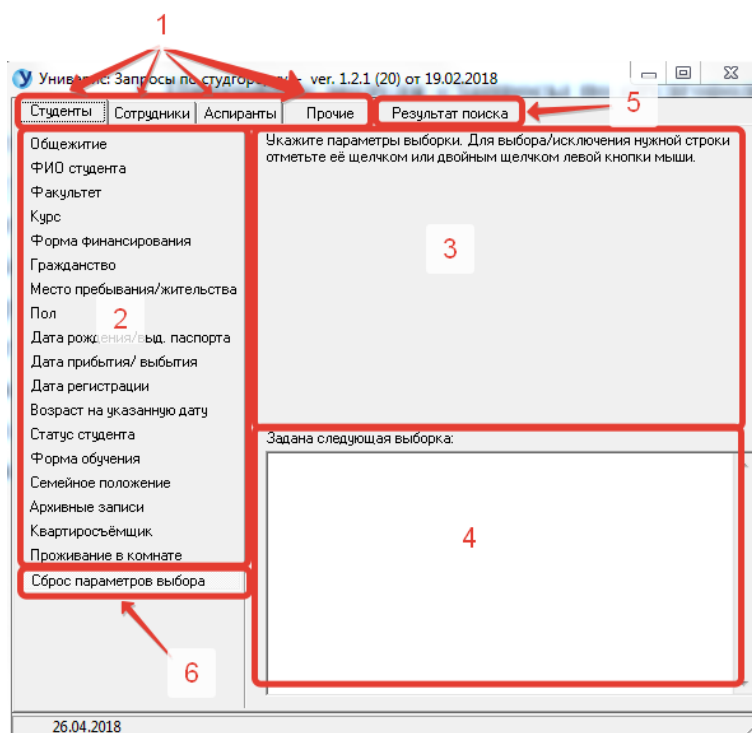 1
Универис: Запросы по студгородку - ver. 1.2.1 (20) от 19.02.2018
Студенты Сотрудники Аспиранты Прочие Результат поиска
5
Общежитие
ФИО студента
Факультет
Курс
Форма финансирования
Гражданство
Место пребывания/жительства
Пол
2
Дата рождения/выд. паспорта
Дата прибытия/ выбытия
Дата регистрации
Возраст на указанную дату
Статус студента
Форма обучения
Семейное положение
Архивные записи
Квартиросъёмщик
Проживание в комнате
Сброс параметров выбора
6
Укажите параметры выборки. Для выбора/исключения нужной строки
отметьте её щелчком или двойным щелчком левой кнопки мыши.
3
Задана следующая выборка:
4
26.04.2018